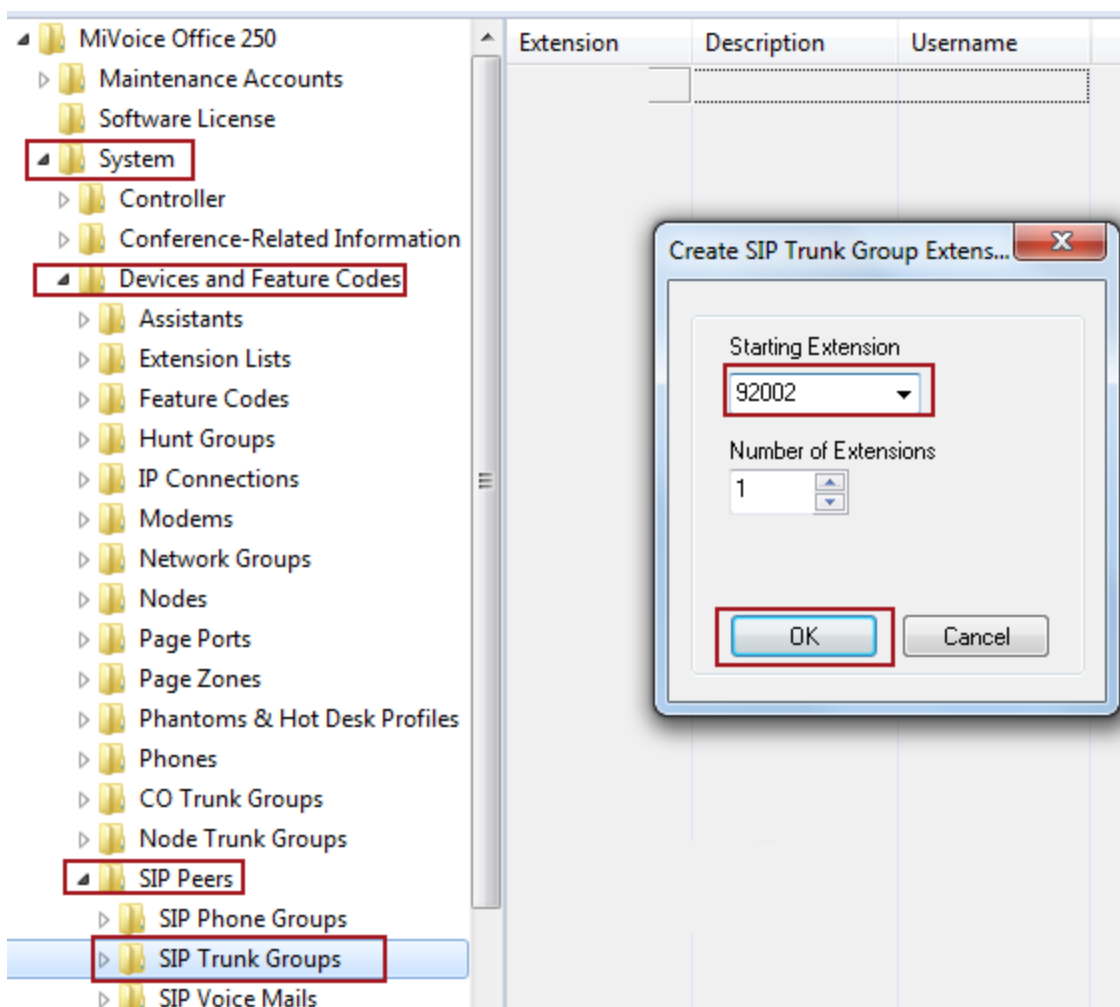 MiVoice Office 250
Maintenance Accounts
Software License
System
Controller
Conference-Related Information
Devices and Feature Codes
Assistants
Extension Lists
Feature Codes
Hunt Groups
IP Connections
Modems
Network Groups
Nodes
Page Ports
Page Zones
Phantoms & Hot Desk Profiles
Phones
CO Trunk Groups
Node Trunk Groups
SIP Peers
SIP Phone Groups
SIP Trunk Groups
SIP Voice Mails
Extension Description Username
Create SIP Trunk Group Extens...
Starting Extension
92002
Number of Extensions
1
OK Cancel